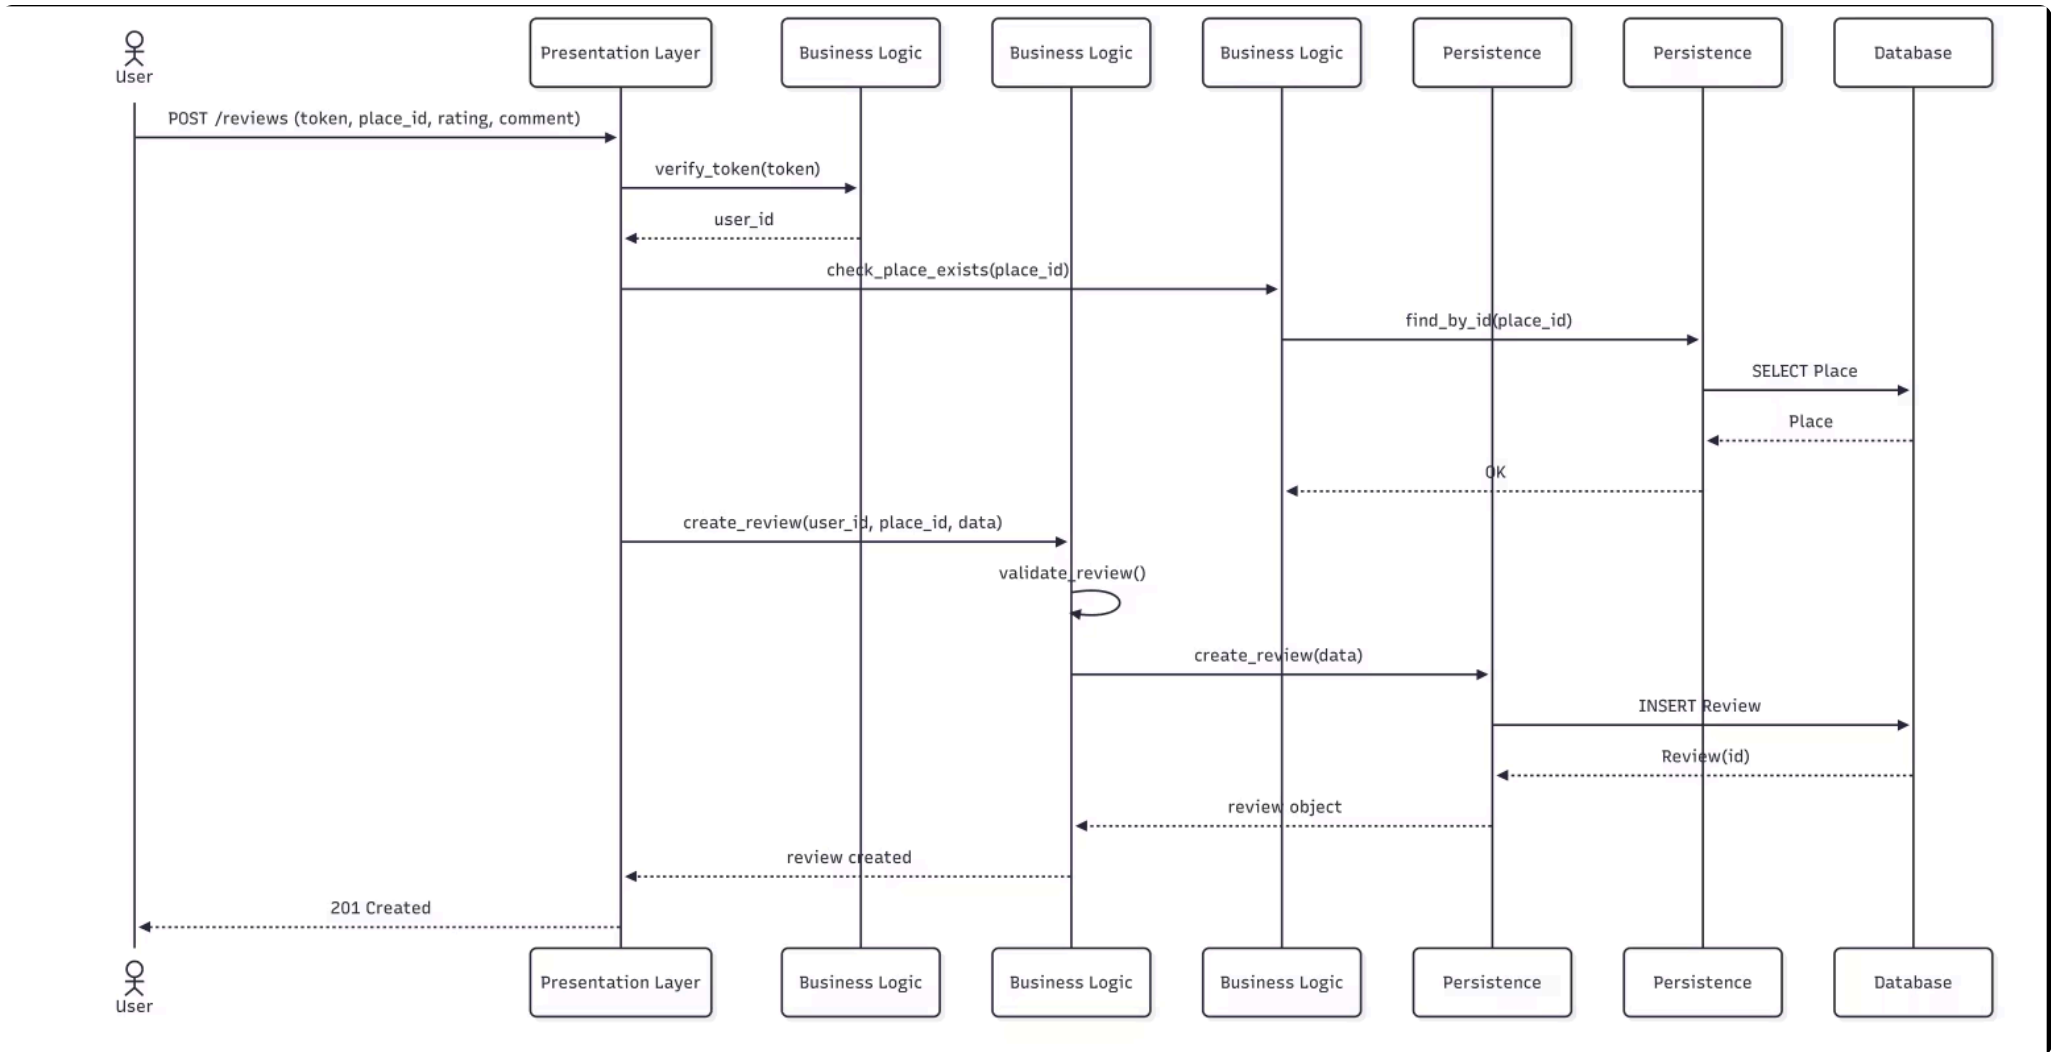 User
Presentation Layer
Business Logic
Business Logic
Business Logic
Persistence
Persistence
Database
POST /reviews (token, place_id, rating, comment)
verify_token(token)
user_id
check_place_exists(place_id)
find_by_id(place_id)
SELECT Place
Place
OK
create_review(user_id, place_id, data)
validate_review()
create_review(data)
INSERT Review
Review(id)
review object
review created
201 Created
User
Presentation Layer
Business Logic
Business Logic
Business Logic
Persistence
Persistence
Database